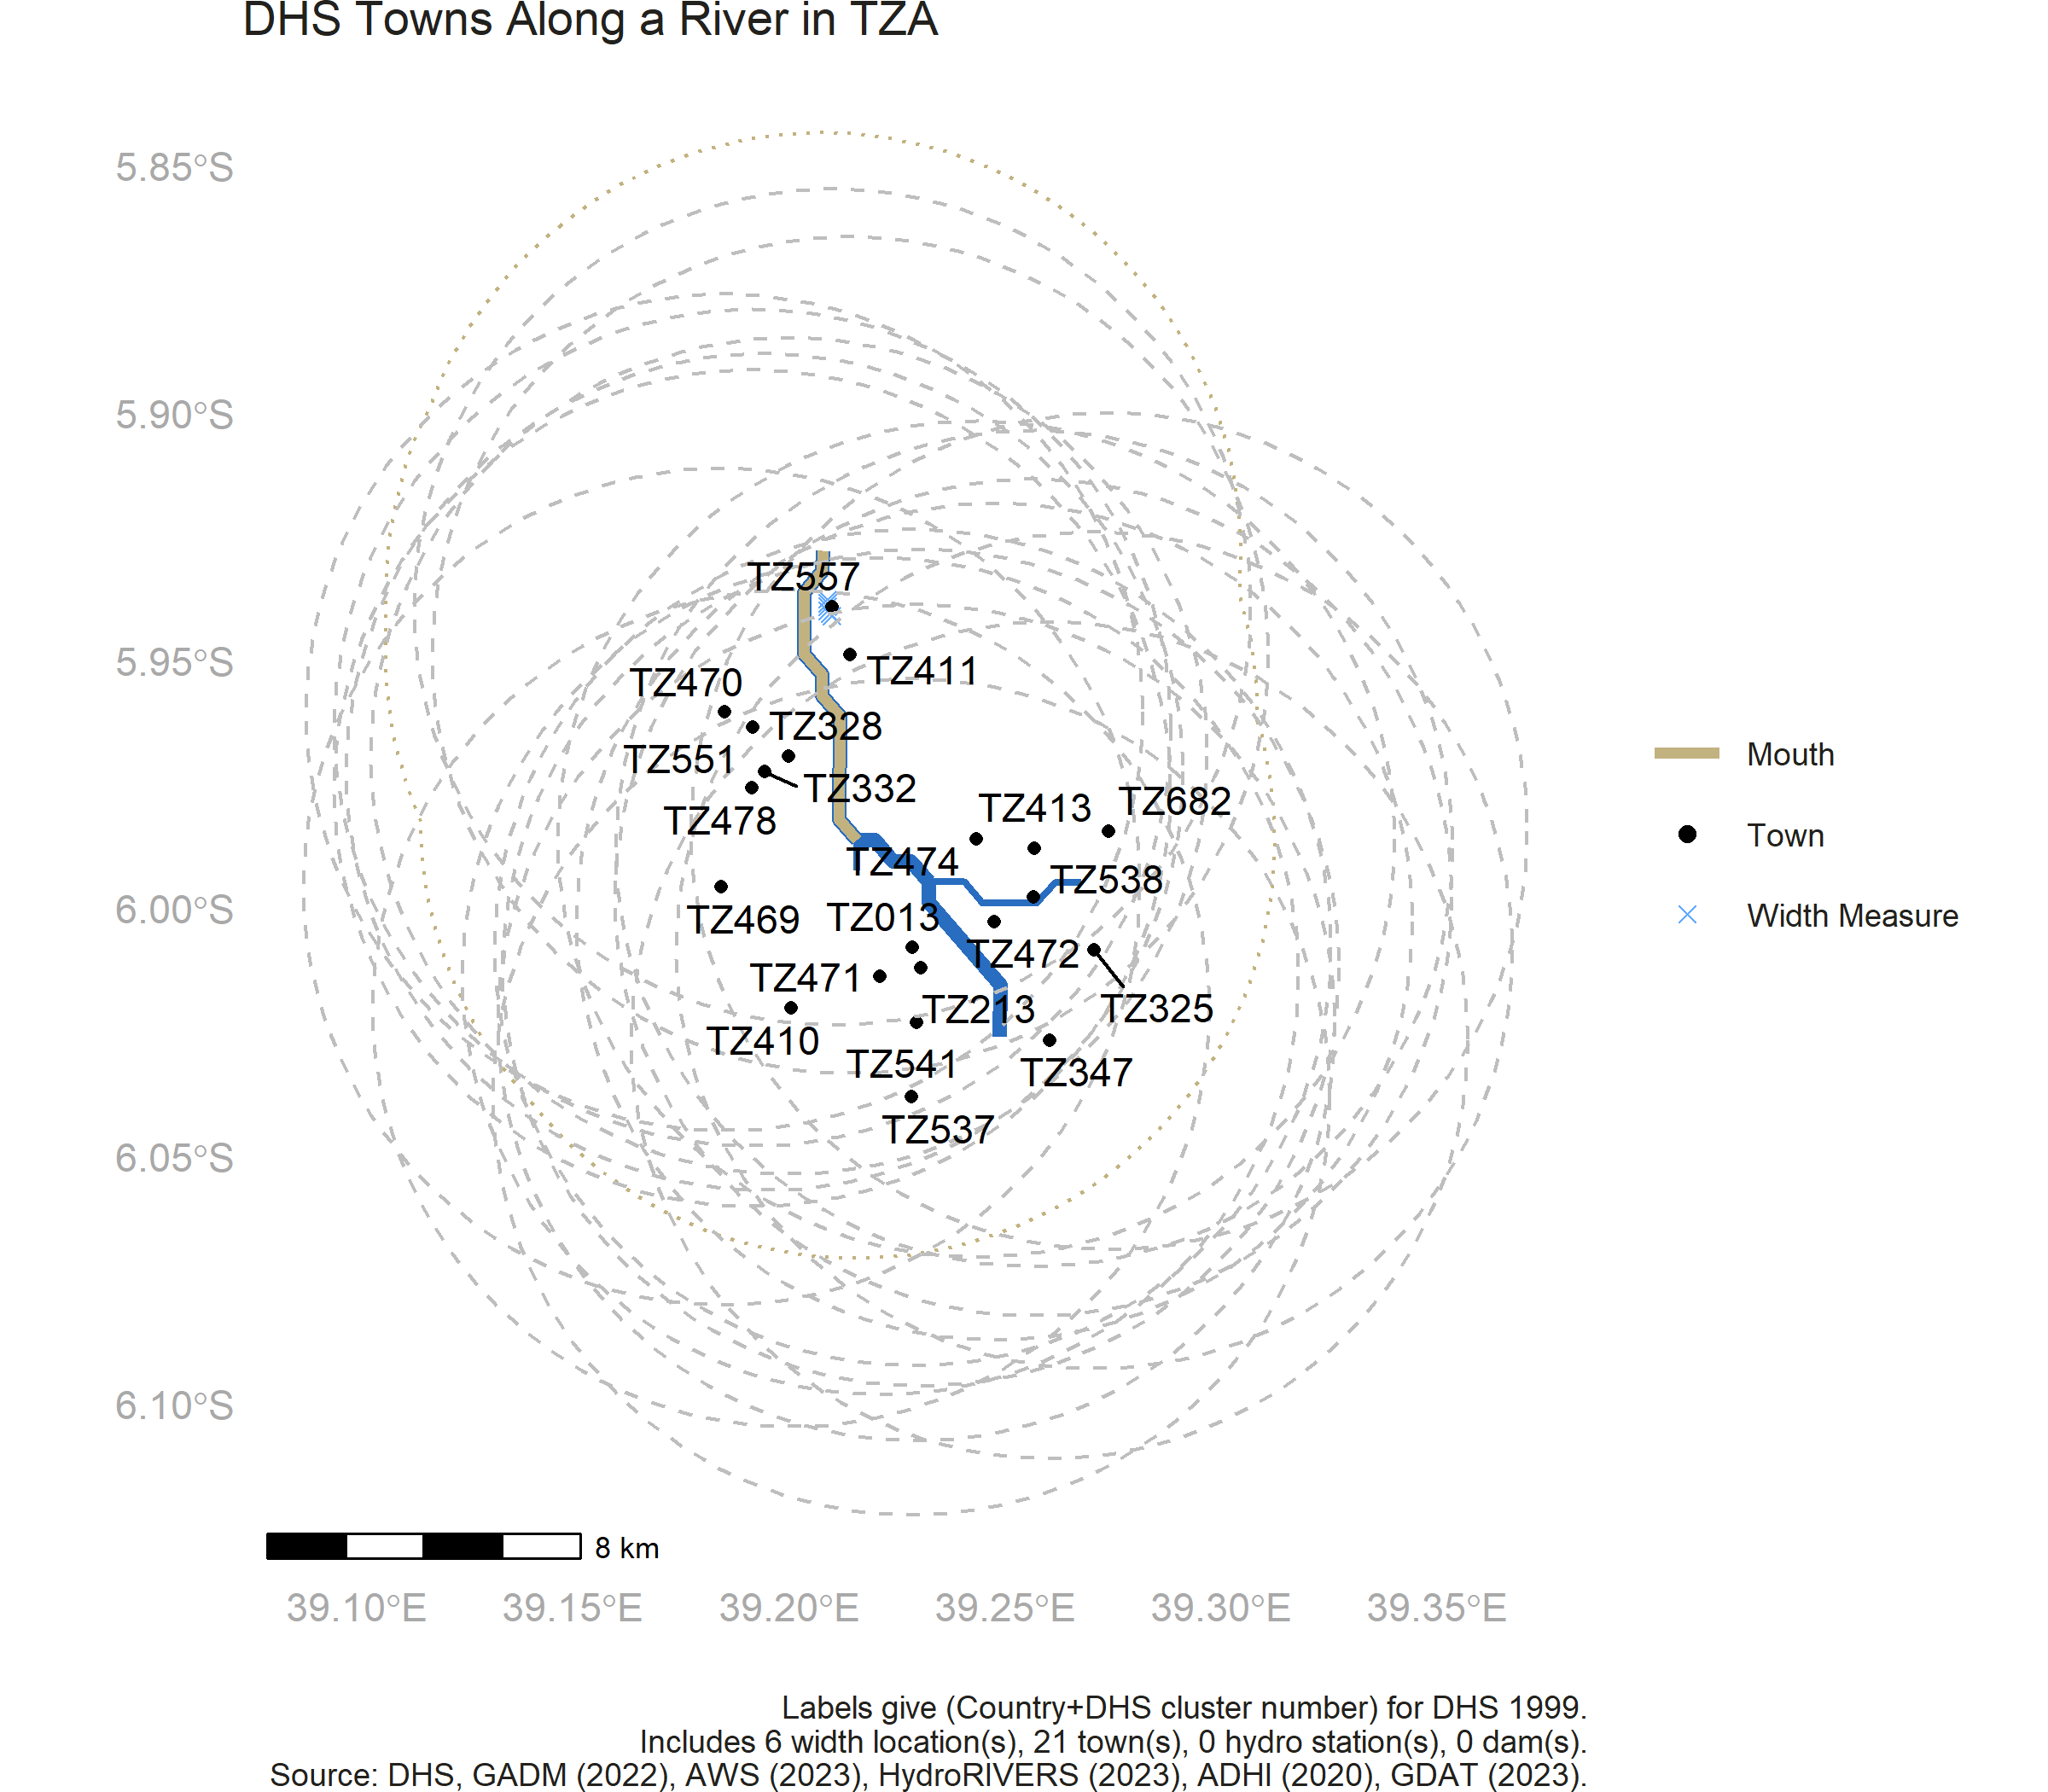 DHS Towns Along a River in TZA
5.85°S
5.90°S
5.95°S
6.00°S
6.05°S
6.10°S
TZ557
TZ411
TZ470
TZ328
TZ551
TZ332
TZ478
TZ413
TZ682
TZ474
TZ538
TZ469
TZ013
TZ472
TZ471
TZ213
TZ325
TZ410
TZ541
TZ347
TZ537
Mouth
Town
Width Measure
8 km
39.10°E
39.15°E
39.20°E
39.25°E
39.30°E
39.35°E
Labels give (Country+DHS cluster number) for DHS 1999.
Includes 6 width location(s), 21 town(s), 0 hydro station(s), 0 dam(s).
Source: DHS, GADM (2022), AWS (2023), HydroRIVERS (2023), ADHI (2020), GDAT (2023).